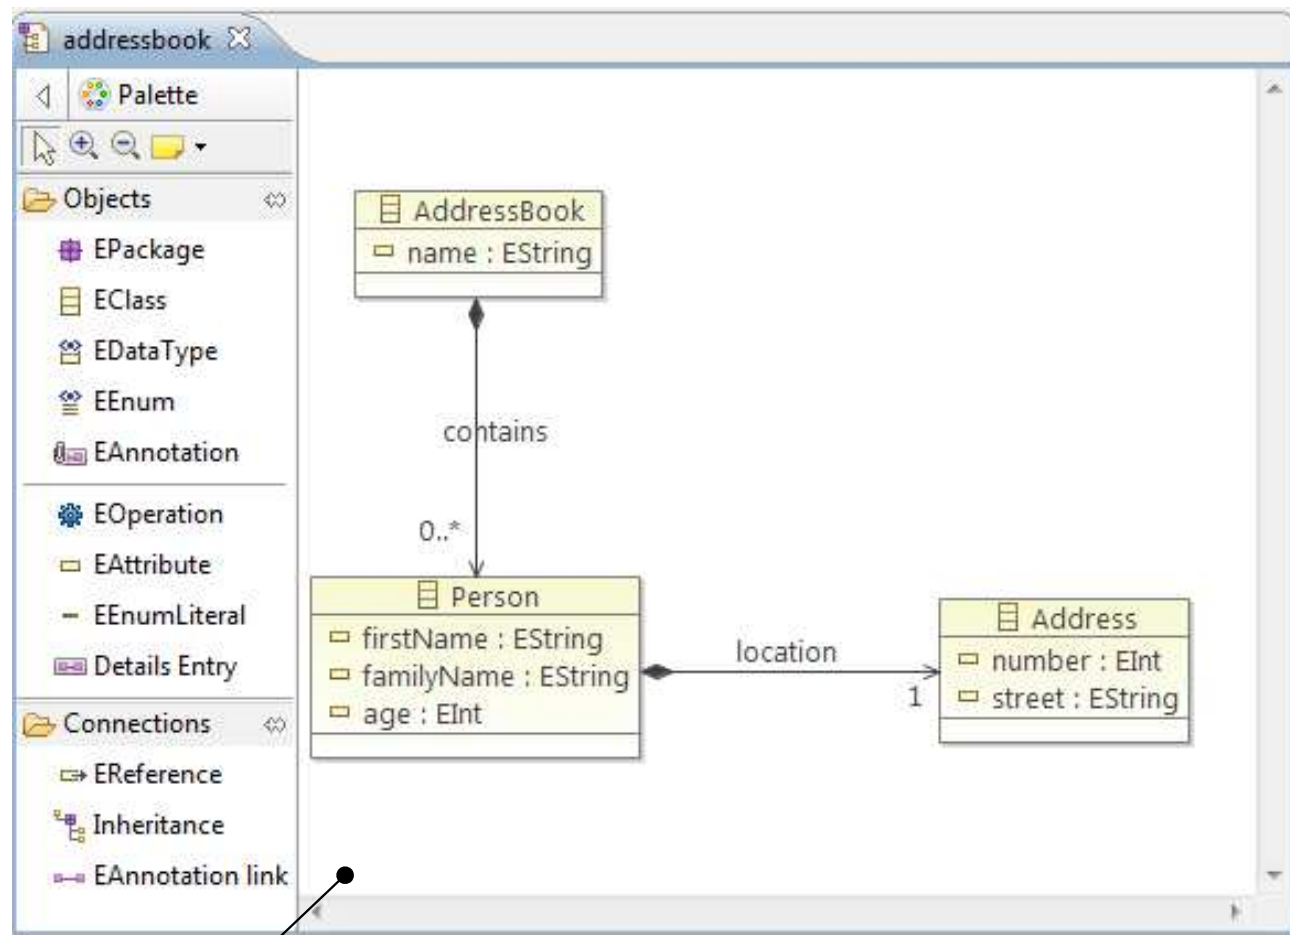 addressbook
Palette
Objects
EPackage
EClass
EDataType
EEnum
EAnnotation
EOperation
EAttribute
EEnumLiteral
Details Entry
Connections
EReference
Inheritance
EAnnotation link
AddressBook
name : EString
contains
0..*
Person
firstName : EString
familyName : EString
age : EInt
location
1
Address
number : EInt
street : EString